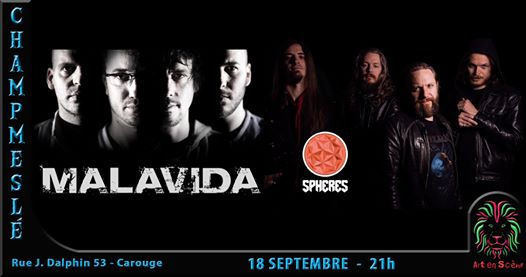 CHAMPMESLÉ
MALAVIDA
SPHERES
Rue J. Dalphin 53 - Carouge
18 SEPTEMBRE - 21h
Art en Scène